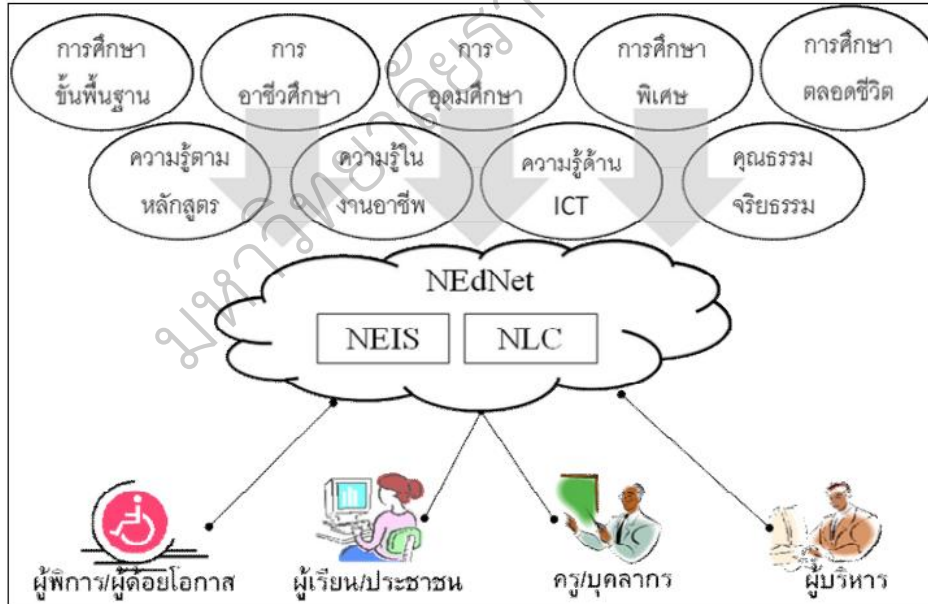 การศึกษา
ขั้นพื้นฐาน
การ
อาชีวศึกษา
การ
อุดมศึกษา
การศึกษา
พิเศษ
การศึกษา
ตลอดชีวิต
ความรู้ตาม
หลักสูตร
ความรู้ใน
งานอาชีพ
ความรู้ด้าน
ICT
คุณธรรม
จริยธรรม
NEdNet
NEIS
NLC
ผู้พิการ/ผู้ด้อยโอกาส
ผู้เรียน/ประชาชน
ครู/บุคลากร
ผู้บริหาร